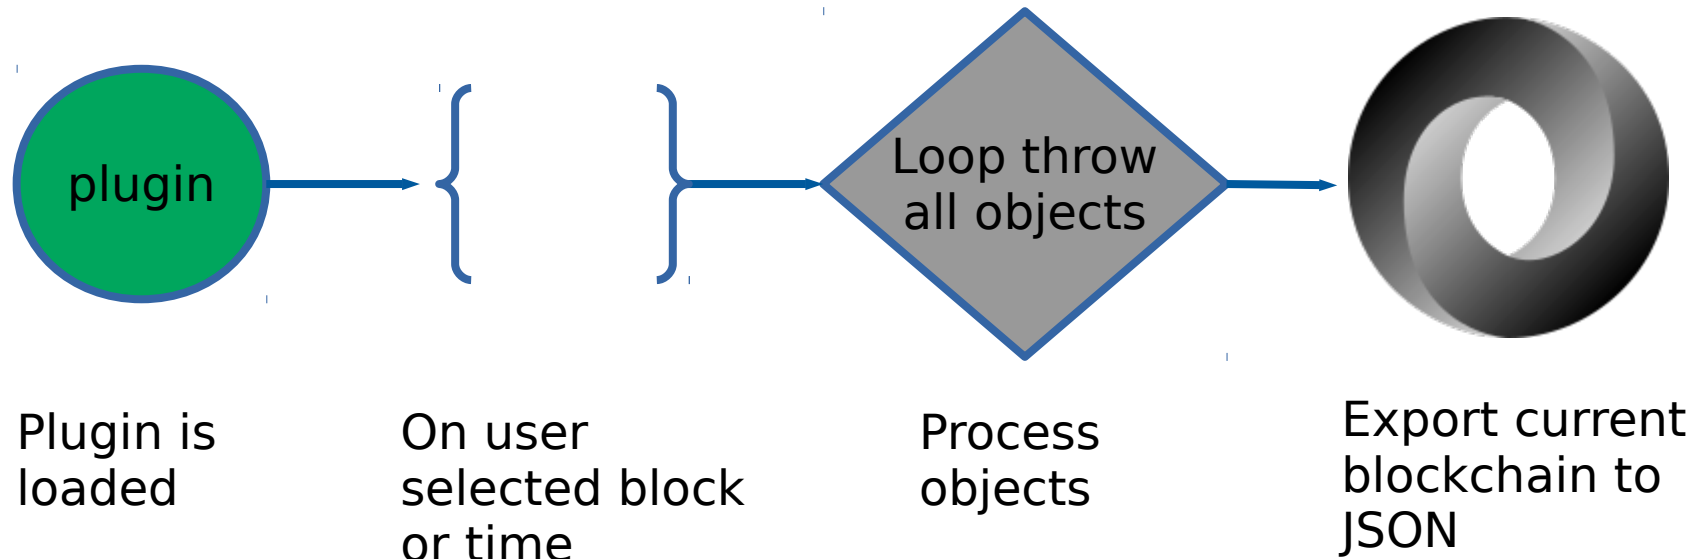 plugin
Loop throw
all objects
Plugin is
loaded
On user
selected block
or time
Process
objects
Export current
blockchain to
JSON